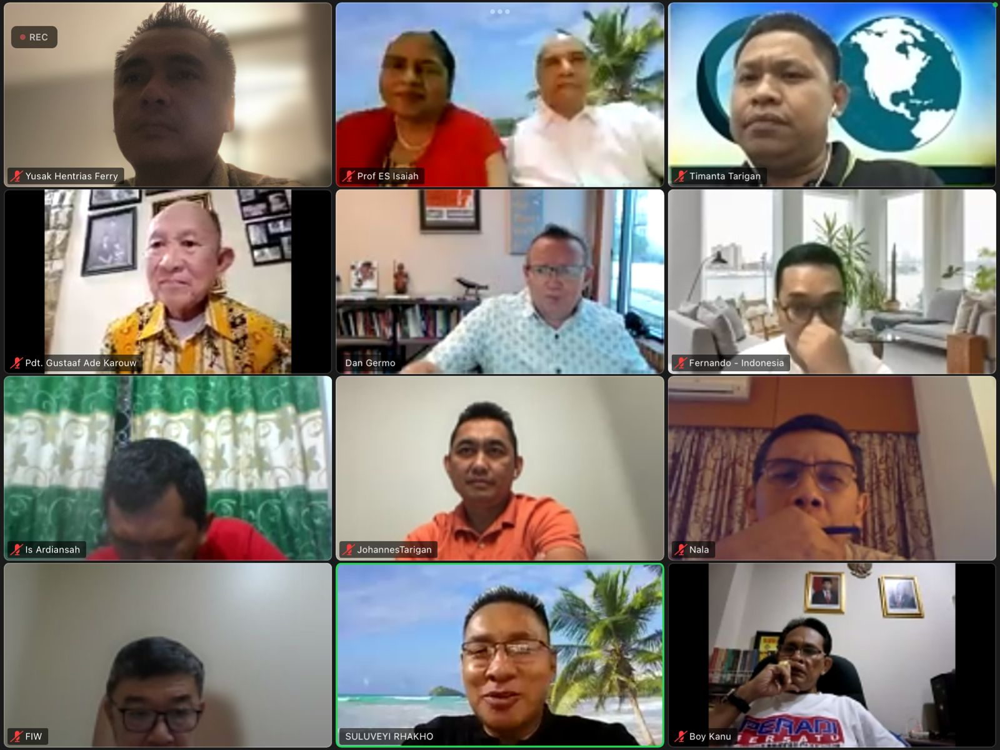 REC
Yusak Hentrias Ferry
Prof ES Isaiah
Timanta Tarigan
Pdt. Gustaaf Ade Karouw
Dan Germo
Fernando - Indonesia
Is Ardiansah
JohannesTarigan
Nala
FIW
SULUVEYI RHAKHO
Boy Kanu
PERADI
BERSATU